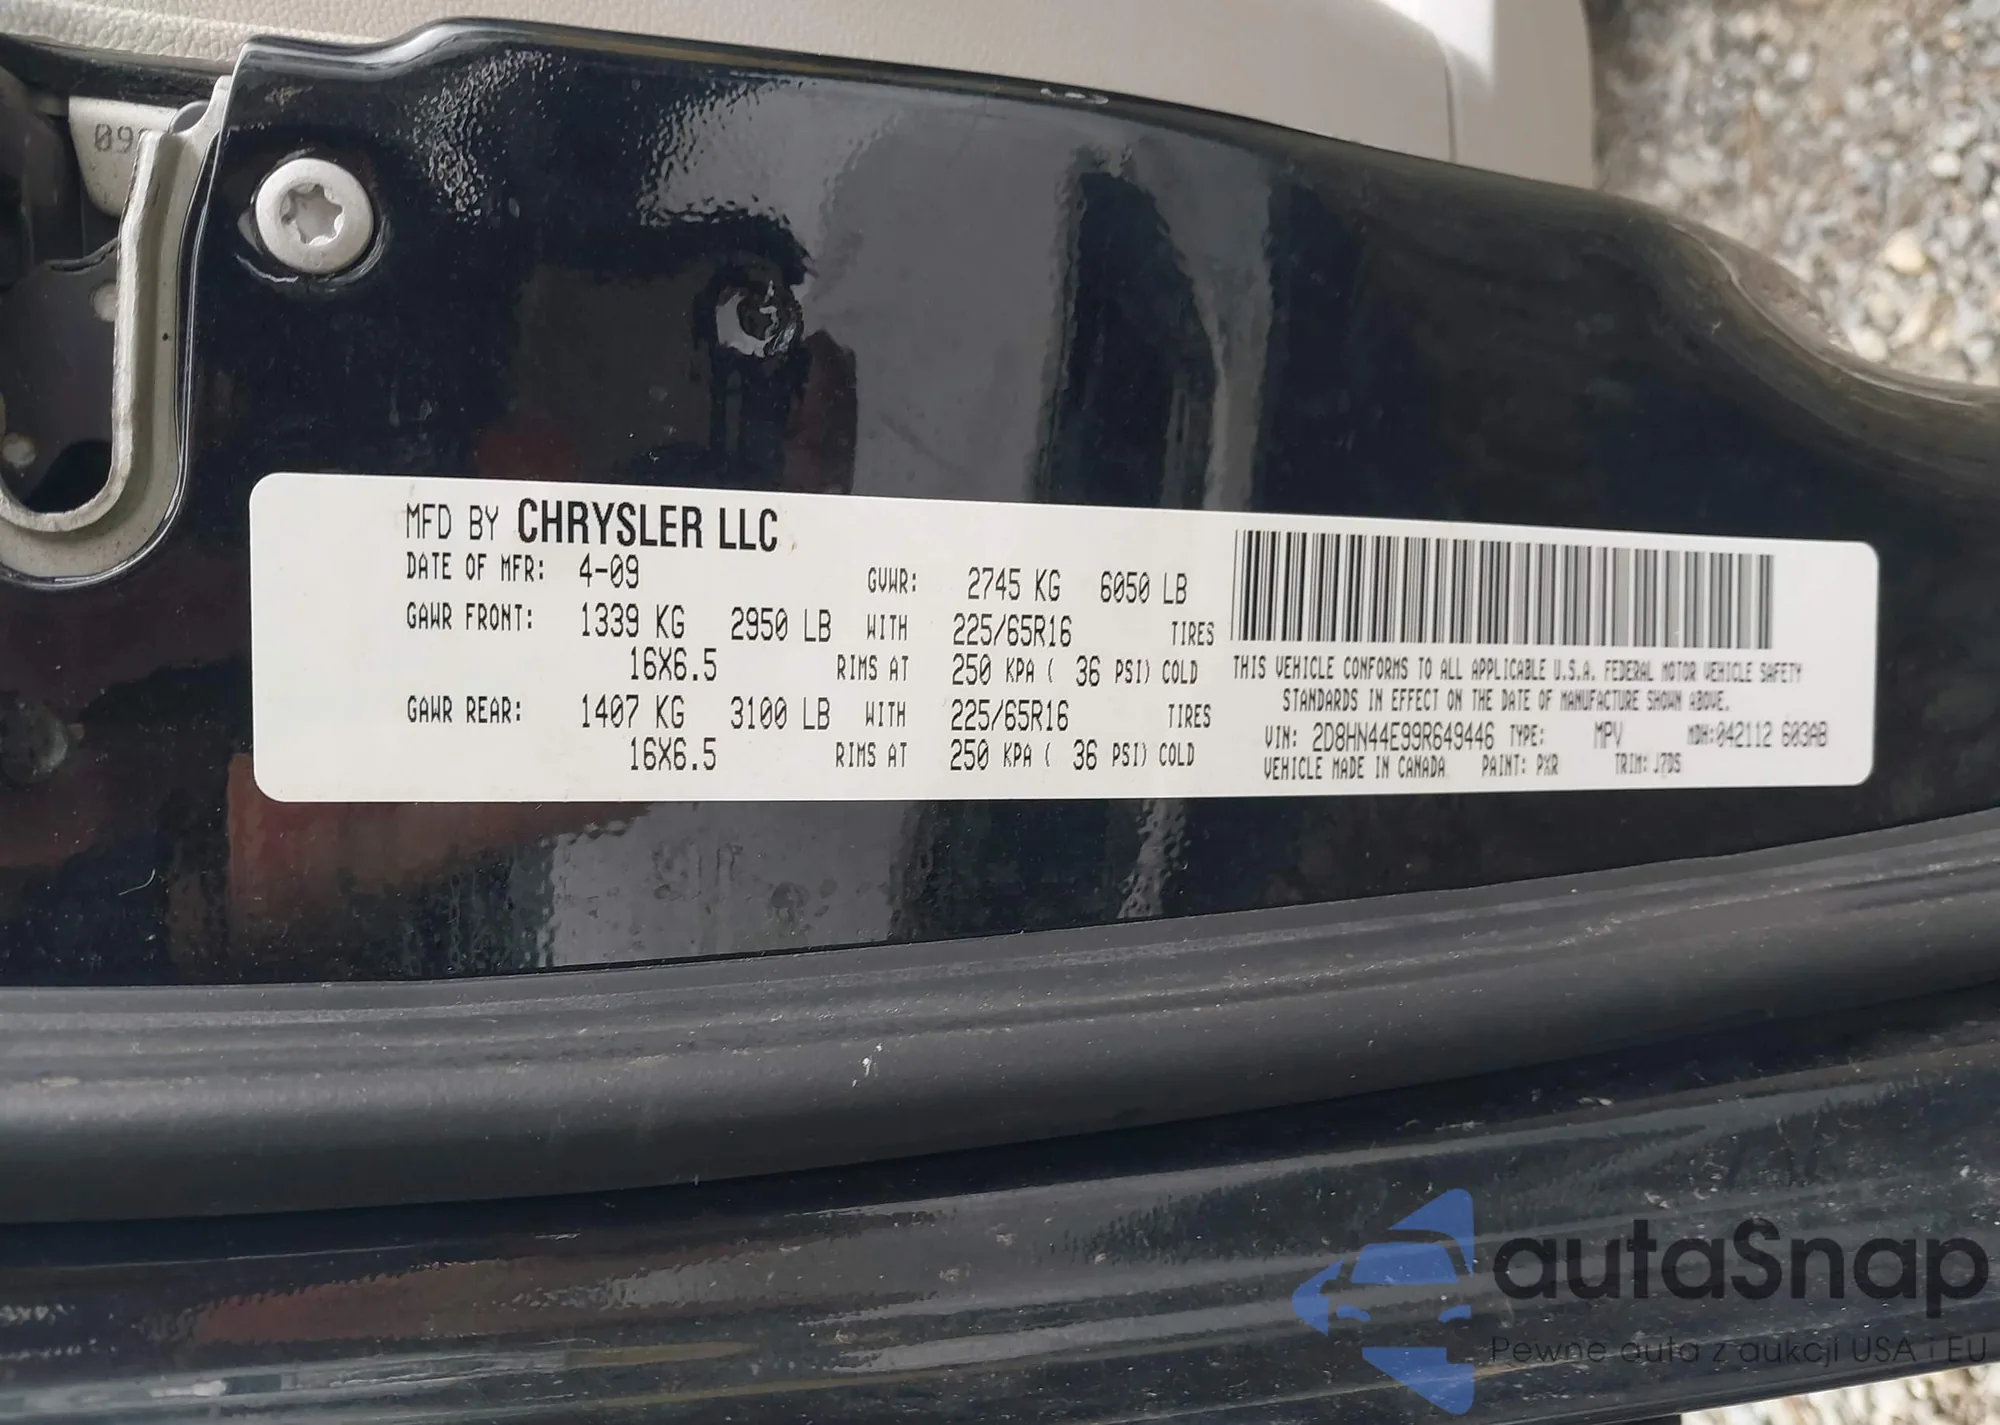 09
MFD BY CHRYSLER LLC
DATE OF MFR: 4-09 GVWR: 2745 KG 6050 LB
GAWR FRONT: 1339 KG 2950 LB WITH 225/65R16 TIRES
16X6.5 RIMS AT 250 KPA ( 36 PSI) COLD
GAWR REAR: 1407 KG 3100 LB WITH 225/65R16 TIRES
16X6.5 RIMS AT 250 KPA ( 36 PSI) COLD
THIS VEHICLE CONFORMS TO ALL APPLICABLE U.S.A. FEDERAL MOTOR VEHICLE SAFETY
STANDARDS IN EFFECT ON THE DATE OF MANUFACTURE SHOWN ABOVE.
VIN: 2D8HN44E99R649446 TYPE: MPV MDH:042112 603AB
VEHICLE MADE IN CANADA PAINT: PXR TRIM: J7D5
autaSnap
Pewne auta z aukcji USA i EU